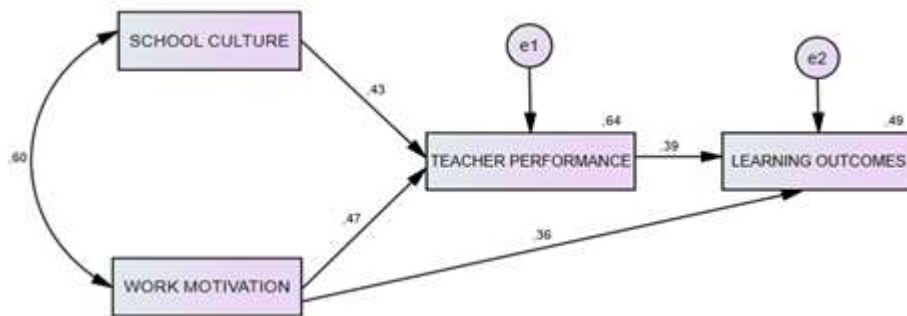 SCHOOL CULTURE
e1
e2
.43
.64
.49
.60
TEACHER PERFORMANCE
.39
LEARNING OUTCOMES
.47
.36
WORK MOTIVATION